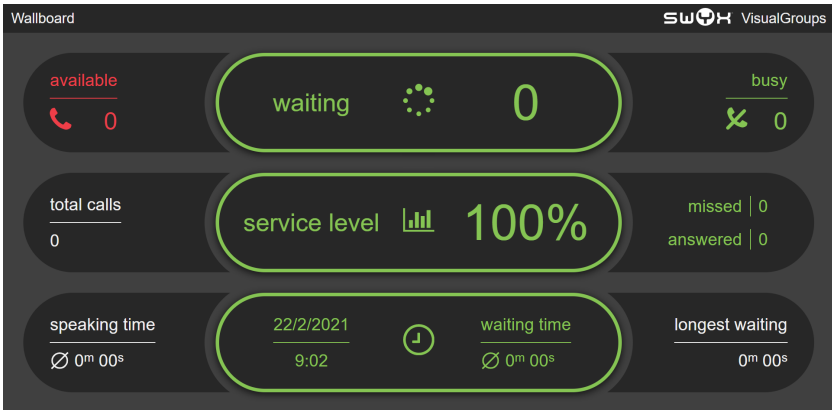 Wallboard
swyx VisualGroups
available
0
waiting 0
busy
0
total calls
0
service level 100%
missed | 0
answered | 0
speaking time
Ø 0m 00s
22/2/2021
9:02
waiting time
Ø 0m 00s
longest waiting
0m 00s